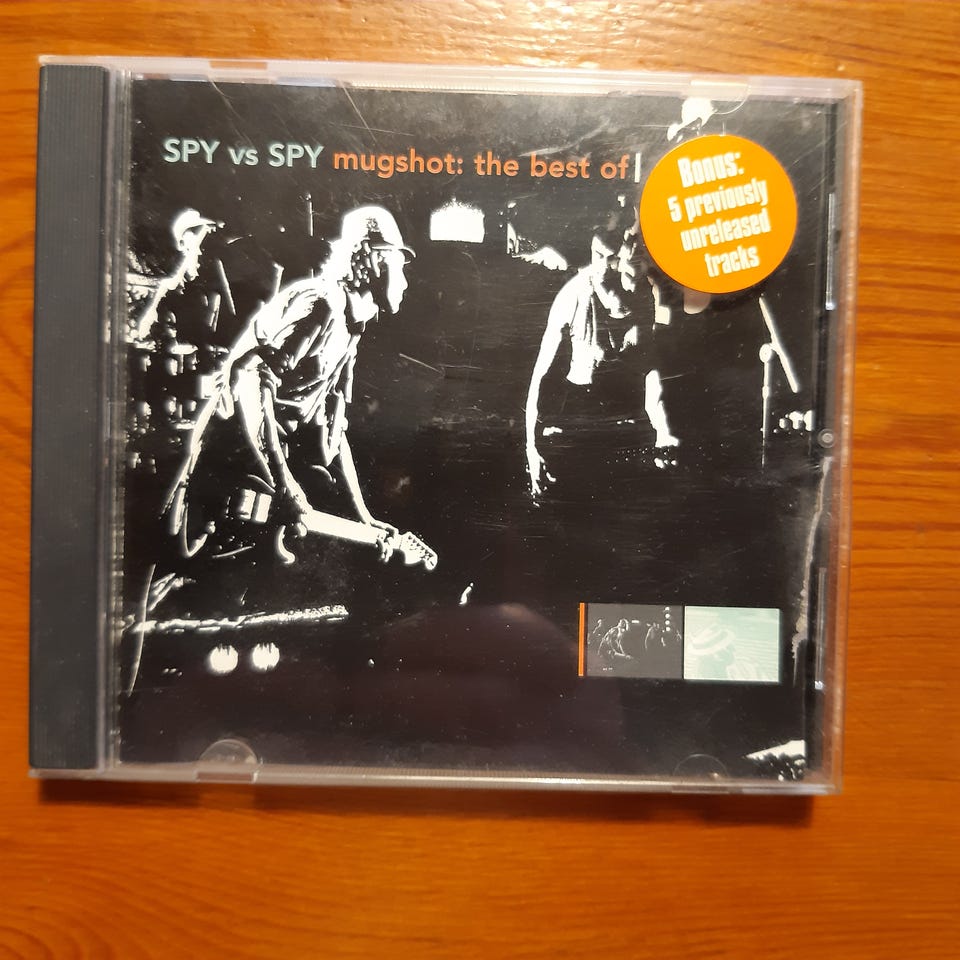 SPY vs SPY mugshot: the best of|
Bonus:
5 previously
unreleased
tracks